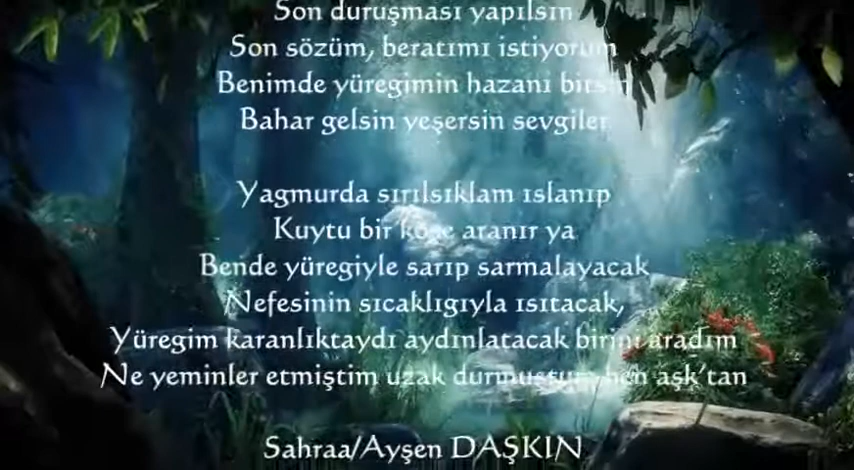 Son duruşması yapılsın
Son sözüm, beratımı istiyorum
Benimde yüregimin hazanı bitsin
Bahar gelsin yeşersin sevgiler
Yagmurda sırılsıklam ıslanıp
Kuytu bir köşe aranır ya
Bende yüregiyle sarıp sarmalayacak
Nefesinin sıcaklıgıyla ısıtacak,
Yüregim karanlıktaydı aydınlatacak birini aradım
Ne yeminler etmiştim uzak durmuştum ben aşk'tan
Sahraa/Ayşen DAŞKIN